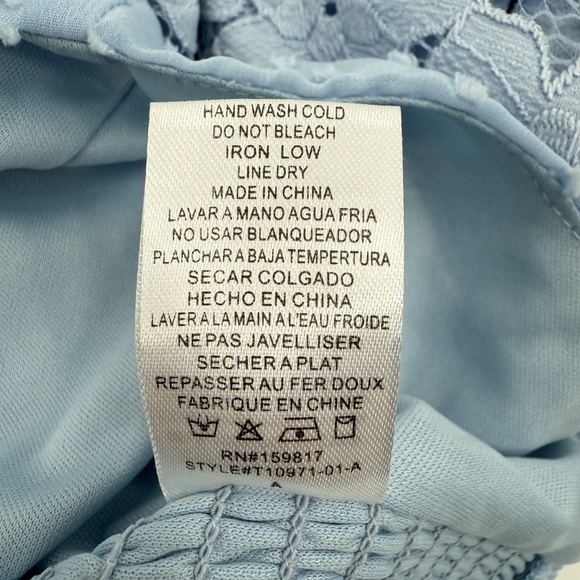 HAND WASH COLD
DO NOT BLEACH
IRON LOW
LINE DRY
MADE IN CHINA
LAVAR A MANO AGUA FRIA
NO USAR BLANQUEADOR
PLANCHAR A BAJA TEMPERTURA
SECAR COLGADO
HECHO EN CHINA
LAVER A LA MAIN A L'EAU FROIDE
NE PAS JAVELLISER
SECHER A PLAT
REPASSER AU FER DOUX
FABRIQUE EN CHINE
RN#159817
STYLE#T10971-01-A